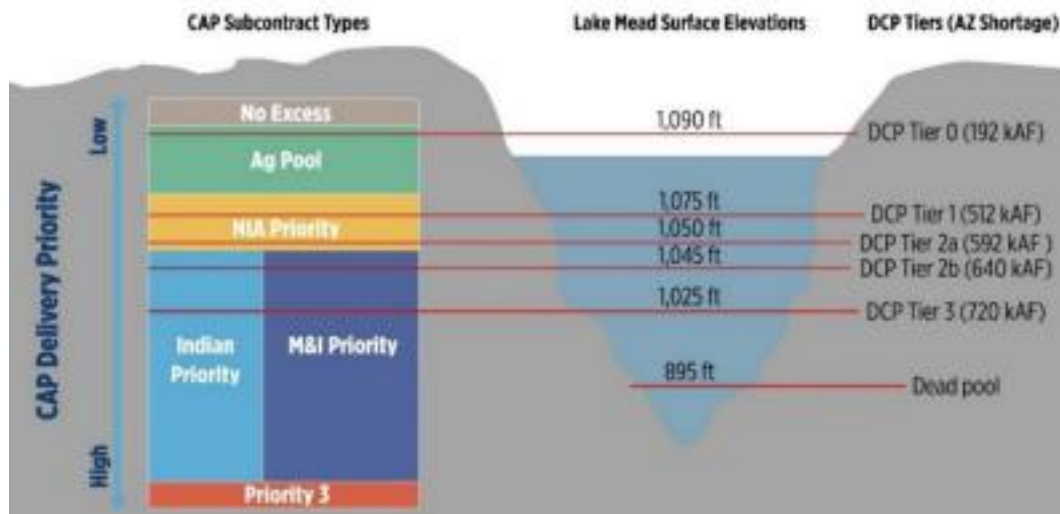 CAP Subcontract Types
Lake Mead Surface Elevations
DCP Tiers (AZ Shortage)
CAP Delivery Priority
Low
High
No Excess
Ag Pool
NIA Priority
Indian
Priority
M&I Priority
Priority 3
1,090 ft
1,075 ft
1,050 ft
1,045 ft
1,025 ft
895 ft
DCP Tier 0 (192 kAF)
DCP Tier 1 (512 kAF)
DCP Tier 2a (592 kAF )
DCP Tier 2b (640 kAF)
DCP Tier 3 (720 kAF)
Dead pool